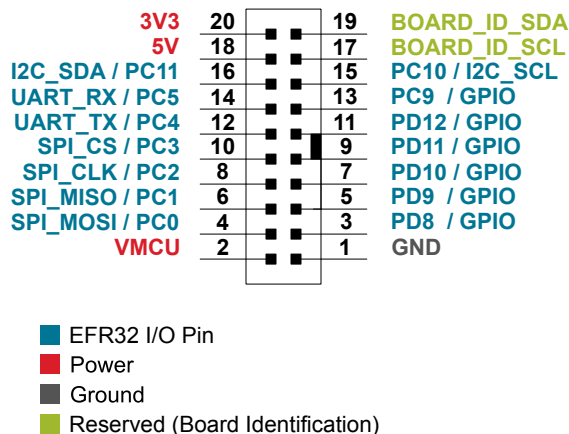 3V3 20 19 BOARD_ID_SDA
5V 18 17 BOARD_ID_SCL
I2C_SDA / PC11 16 15 PC10 / I2C_SCL
UART_RX / PC5 14 13 PC9 / GPIO
UART_TX / PC4 12 11 PD12 / GPIO
SPI_CS / PC3 10 9 PD11 / GPIO
SPI_CLK / PC2 8 7 PD10 / GPIO
SPI_MISO / PC1 6 5 PD9 / GPIO
SPI_MOSI / PC0 4 3 PD8 / GPIO
VMCU 2 1 GND
EFR32 I/O Pin
Power
Ground
Reserved (Board Identification)